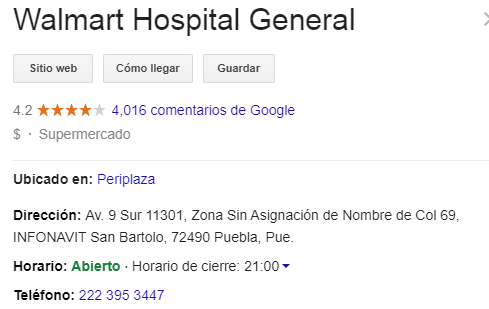 Walmart Hospital General
Sitio web
Cómo llegar
Guardar
4.2 ★★★★★ 4,016 comentarios de Google
$ · Supermercado
Ubicado en: Periplaza
Dirección: Av. 9 Sur 11301, Zona Sin Asignación de Nombre de Col 69,
INFONAVIT San Bartolo, 72490 Puebla, Pue.
Horario: Abierto · Horario de cierre: 21:00
Teléfono: 222 395 3447